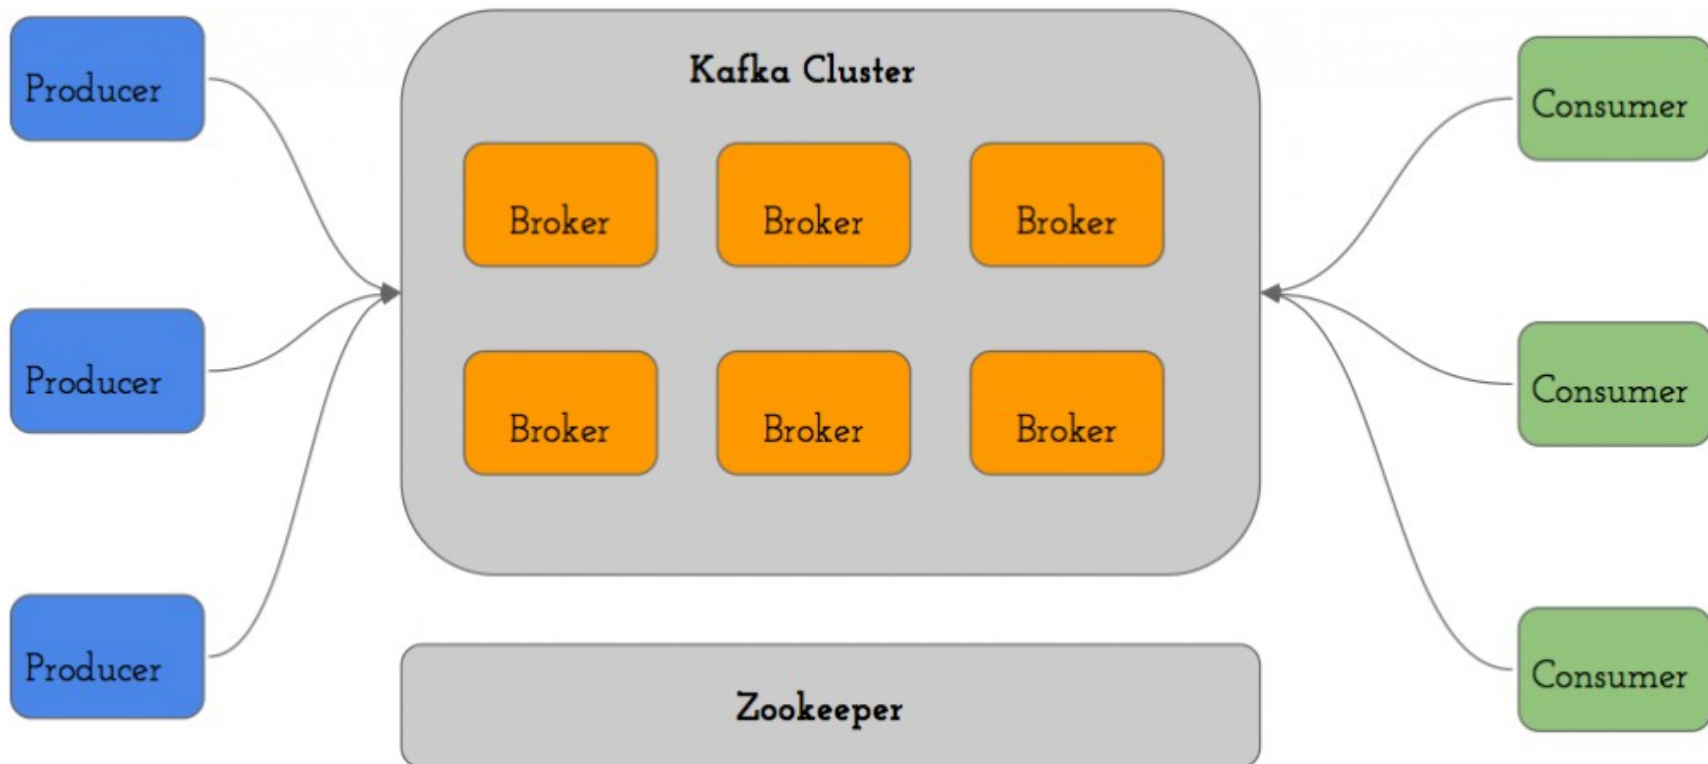 Kafka Cluster
Producer
Broker Broker Broker
Consumer
Producer
Broker Broker Broker
Consumer
Producer
Zookeeper
Consumer